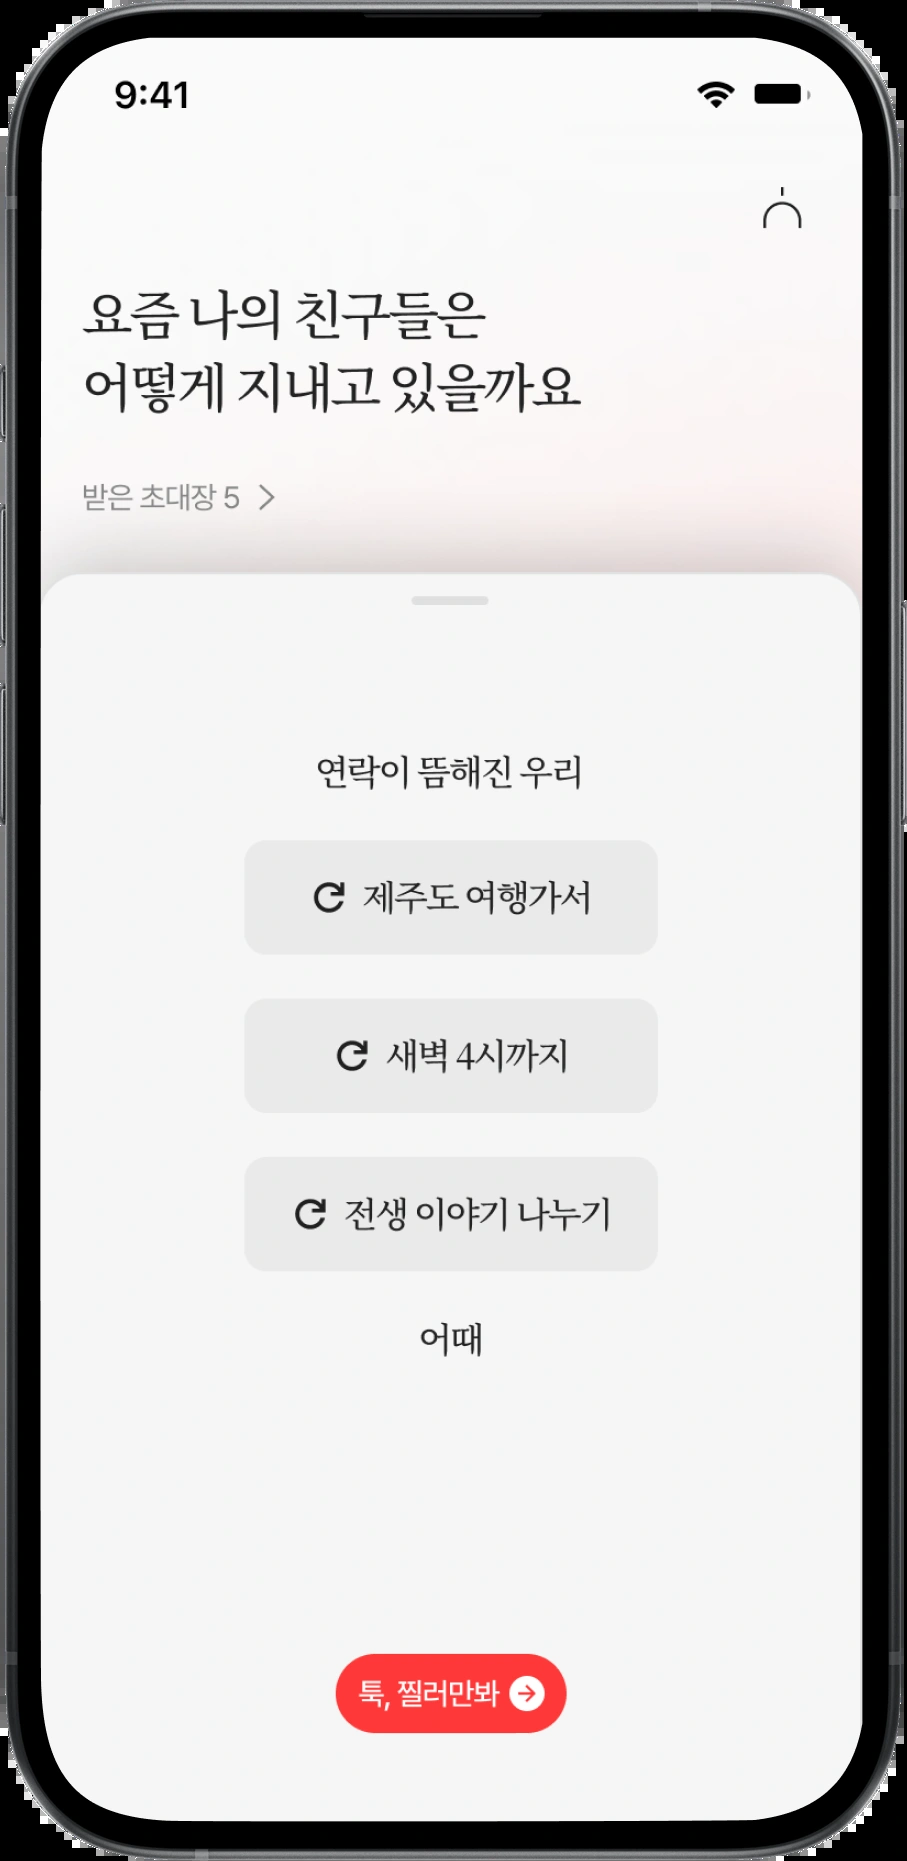 9:41
요즘 나의 친구들은
어떻게 지내고 있을까요
받은 초대장 5
연락이 뜸해진 우리
제주도 여행가서
새벽 4시까지
전생 이야기 나누기
어때
툭, 찔러만봐